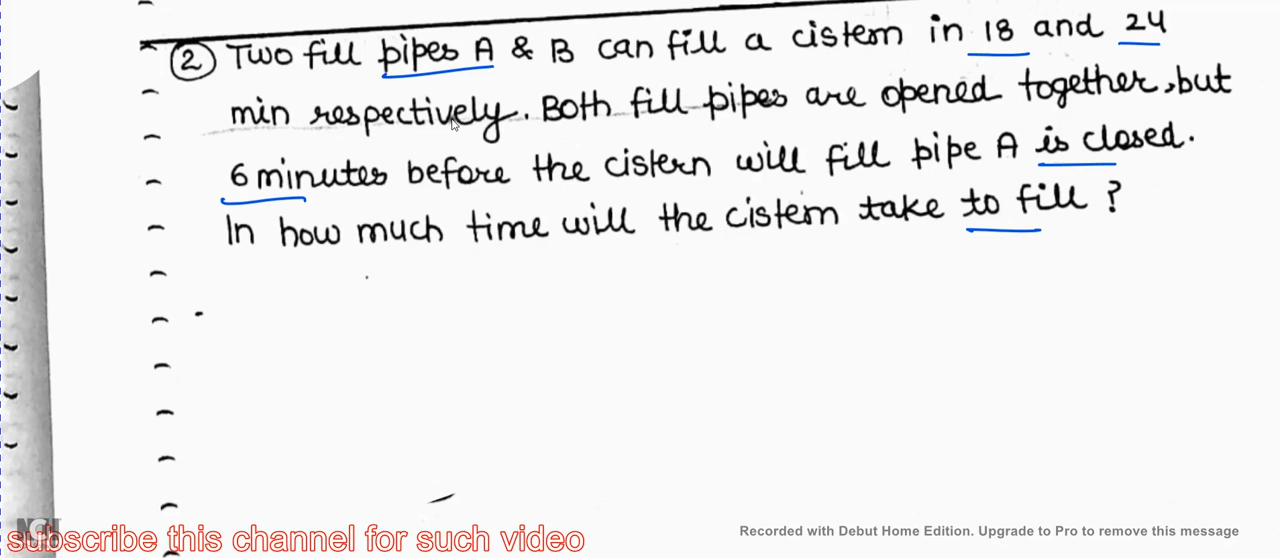 ② Two fill pipes A & B can fill a cistern in 18 and 24
min respectively. Both fill pipes are opened together, but
6 minutes before the cistern will fill pipe A is closed.
In how much time will the cistern take to fill ?
subscribe this channel for such video
Recorded with Debut Home Edition. Upgrade to Pro to remove this message